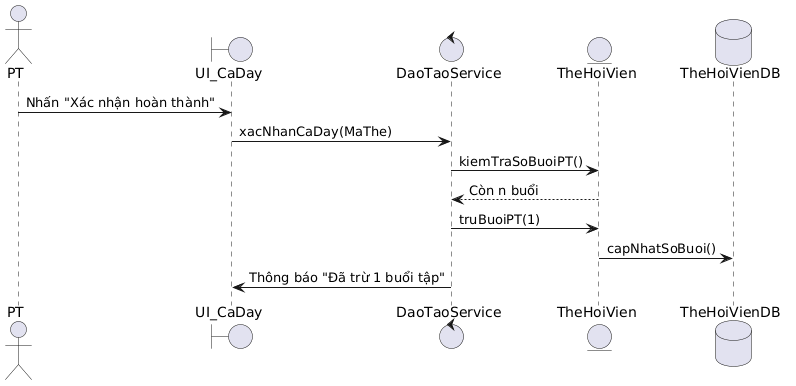 PT
UI_CaDay
DaoTaoService
TheHoiVien
TheHoiVienDB
Nhấn "Xác nhận hoàn thành"
xacNhanCaDay(MaThe)
kiemTraSoBuoiPT()
Còn n buổi
truBuoiPT(1)
capNhatSoBuoi()
Thông báo "Đã trừ 1 buổi tập"
PT
UI_CaDay
DaoTaoService
TheHoiVien
TheHoiVienDB